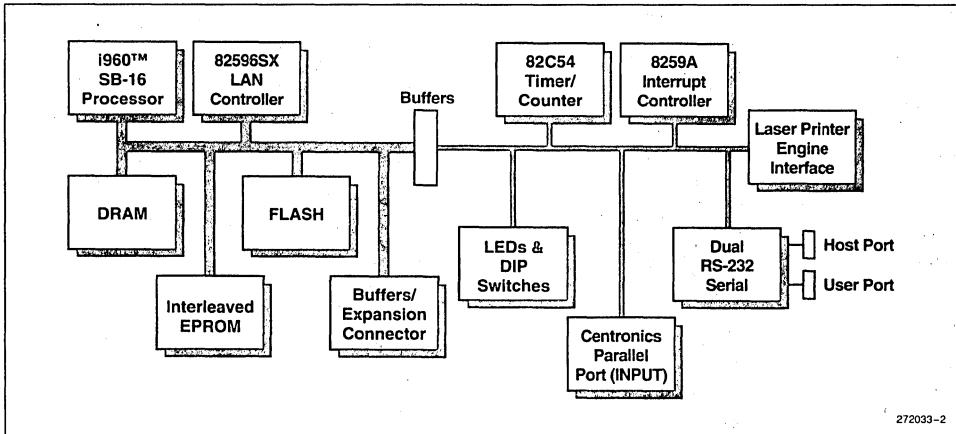 i960™
SB-16
Processor
82596SX
LAN
Controller
Buffers
82C54
Timer/
Counter
8259A
Interrupt
Controller
Laser Printer
Engine
Interface
DRAM
FLASH
LEDs &
DIP
Switches
Dual
RS-232
Serial
Host Port
User Port
Interleaved
EPROM
Buffers/
Expansion
Connector
Centronics
Parallel
Port (INPUT)
272033-2